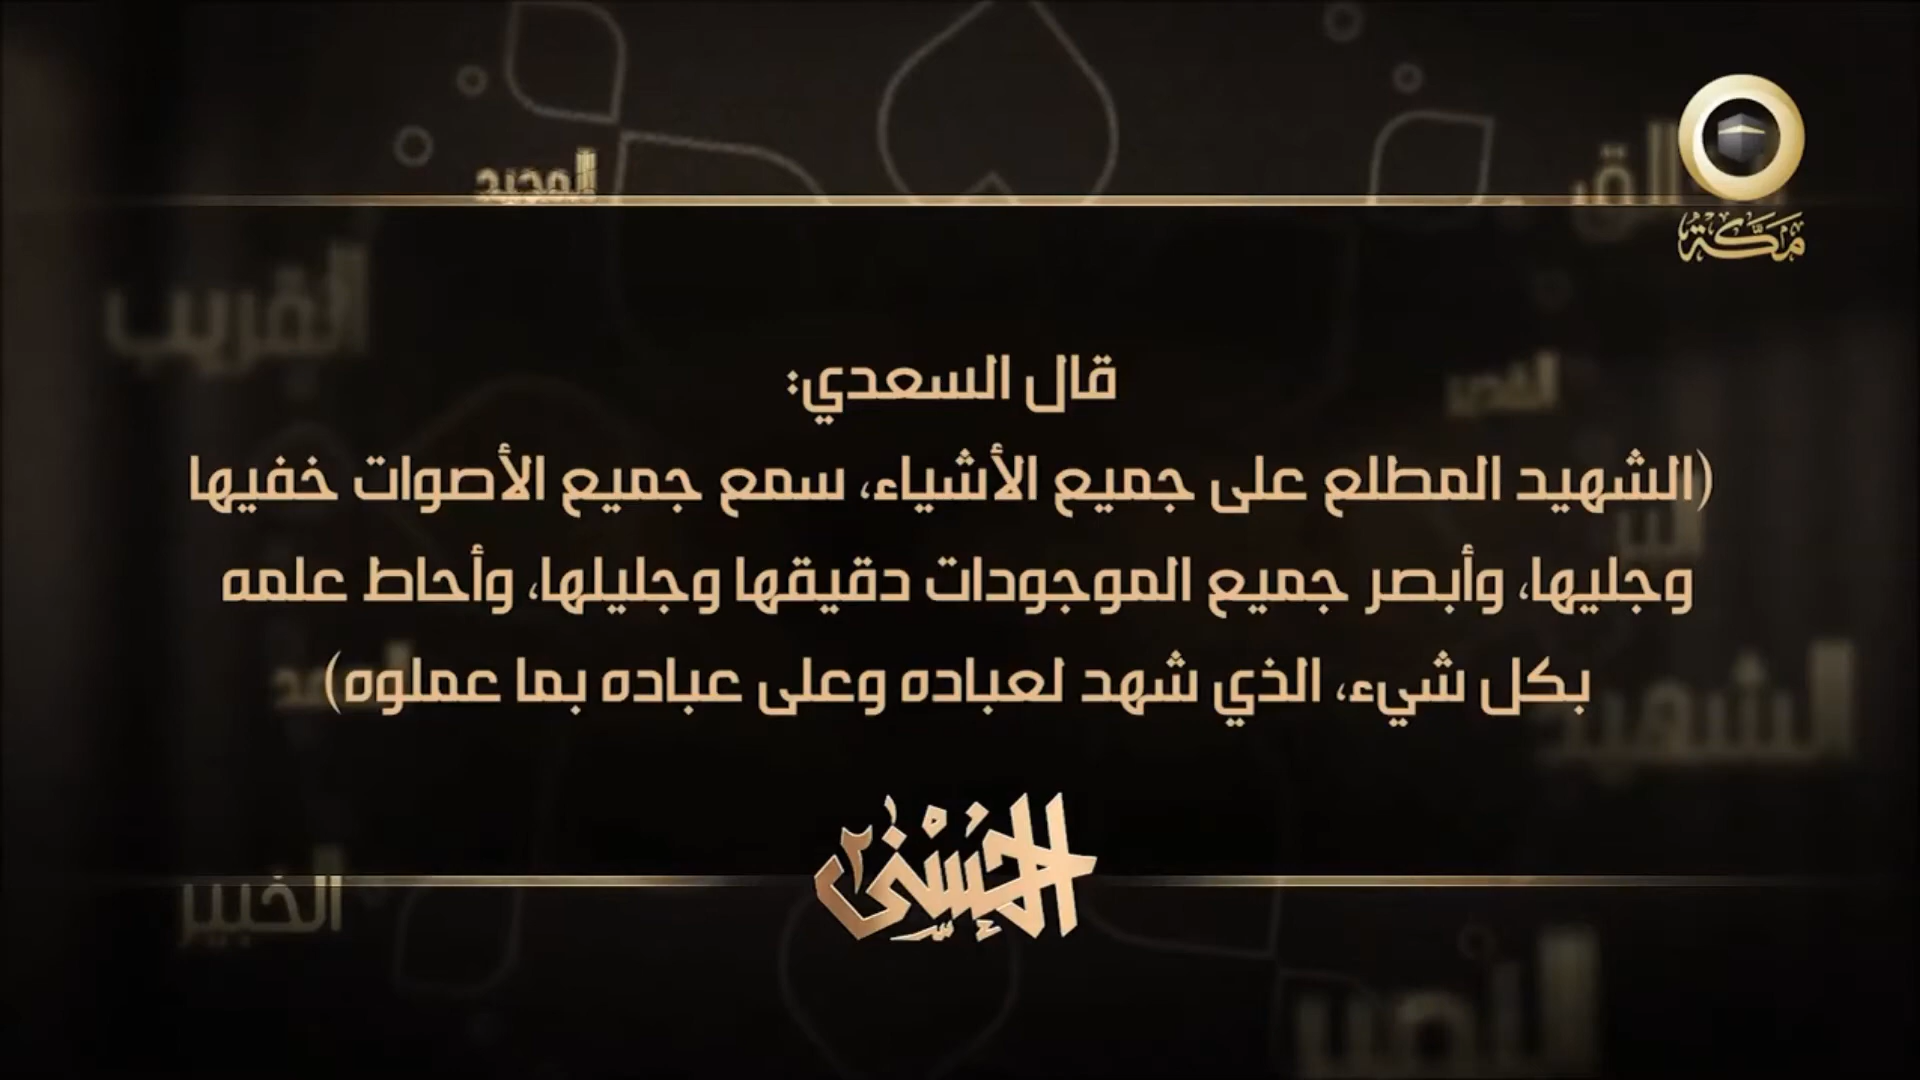 المجيد
مكة
القريب
قال السعدي:
(الشهيد المطلع على جميع الأشياء، سمع جميع الأصوات خفيها
وجليها، وأبصر جميع الموجودات دقيقها وجليلها، وأحاط علمه
بكل شيء، الذي شهد لعباده وعلى عباده بما عملوه)
الشهيد
الحسنى ٢
الخبير